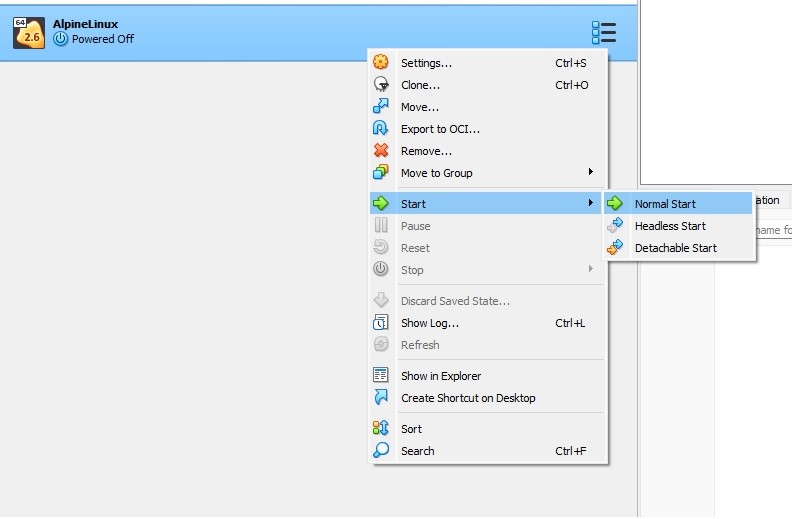 64
2.6
AlpineLinux
Powered Off
Settings... Ctrl+S
Clone... Ctrl+O
Move...
Export to OCI...
Remove...
Move to Group
Start
Pause
Reset
Stop
Discard Saved State...
Show Log... Ctrl+L
Refresh
Show in Explorer
Create Shortcut on Desktop
Sort
Search Ctrl+F
Normal Start
Headless Start
Detachable Start
ation
name fo